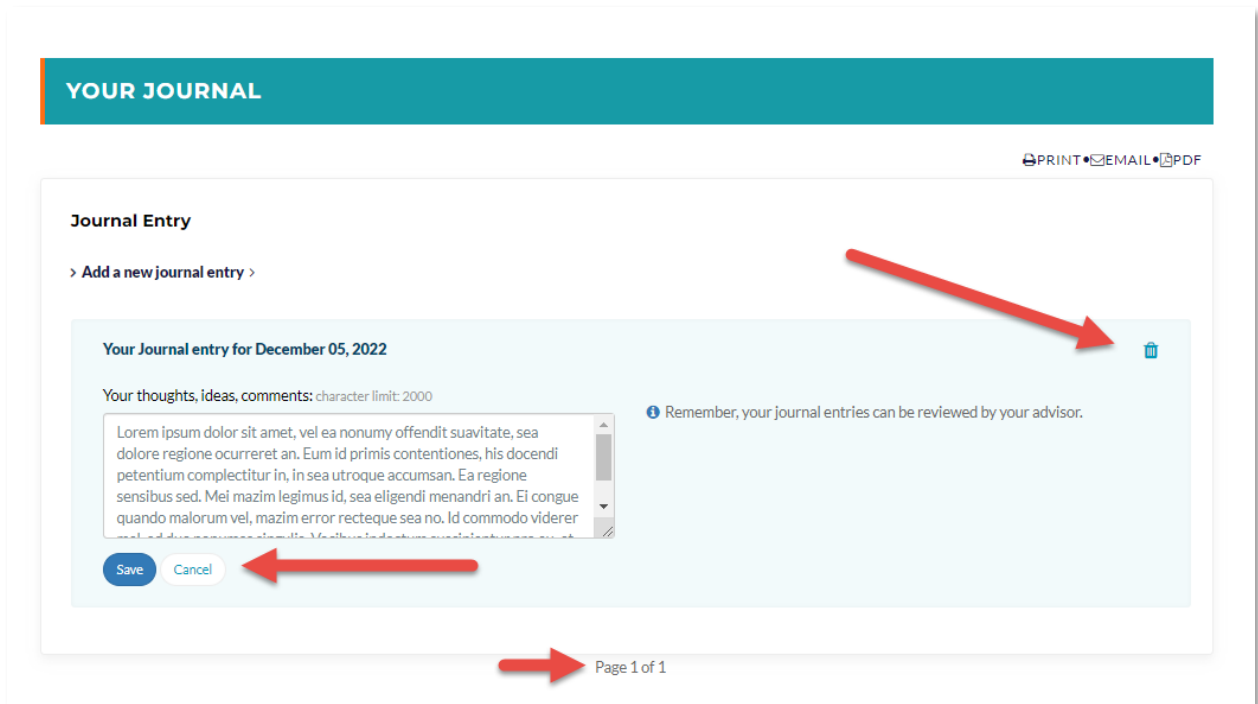 YOUR JOURNAL
PRINT•EMAIL•PDF
Journal Entry
> Add a new journal entry >
Your Journal entry for December 05, 2022
Your thoughts, ideas, comments: character limit: 2000
Remember, your journal entries can be reviewed by your advisor.
Lorem ipsum dolor sit amet, vel ea nonumy offendit suavitate, sea
dolore regione ocurreret an. Eum id primis contentiones, his docendi
petentium complectitur in, in sea utroque accumsan. Ea regione
sensibus sed. Mei mazim legimus id, sea eligendi menandri an. Ei congue
quando malorum vel, mazim error recteque sea no. Id commodo viderer
Save Cancel
Page 1 of 1